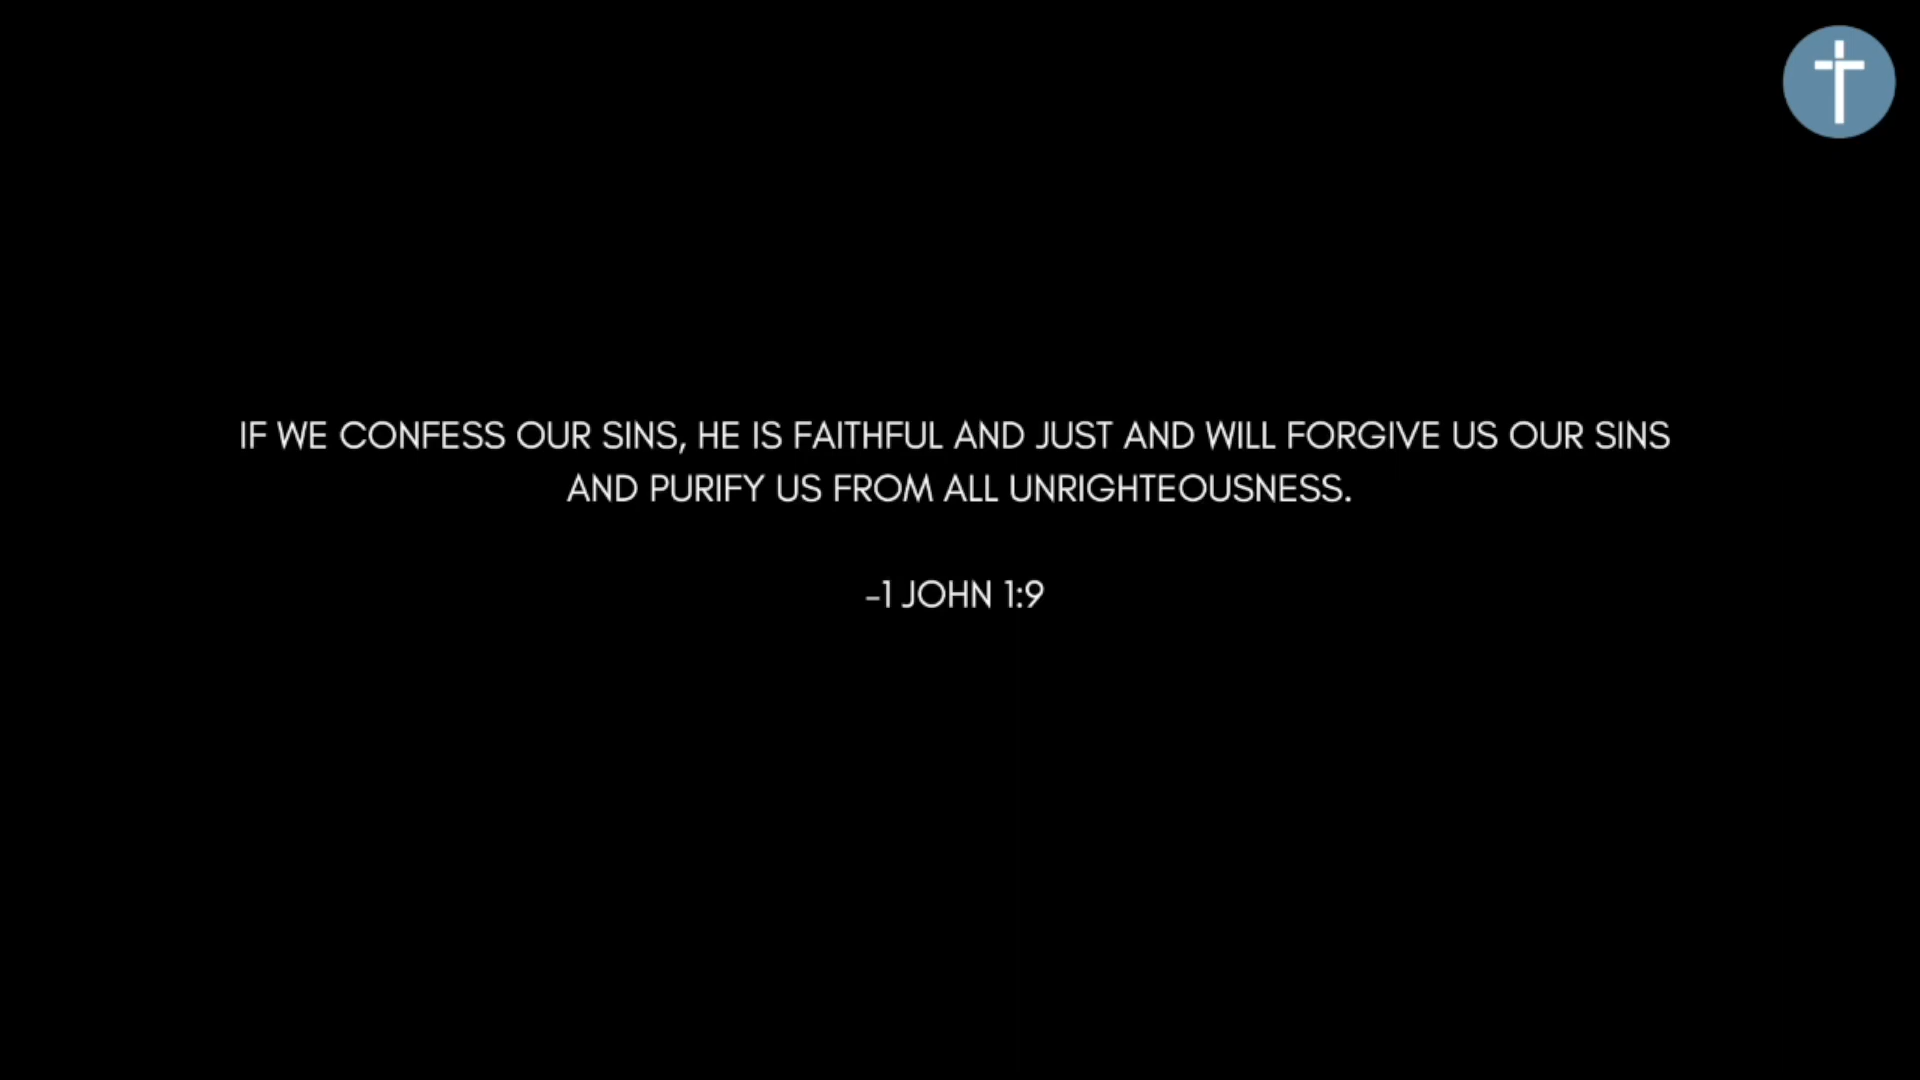 IF WE CONFESS OUR SINS, HE IS FAITHFUL AND JUST AND WILL FORGIVE US OUR SINS
AND PURIFY US FROM ALL UNRIGHTEOUSNESS.
-1 JOHN 1:9